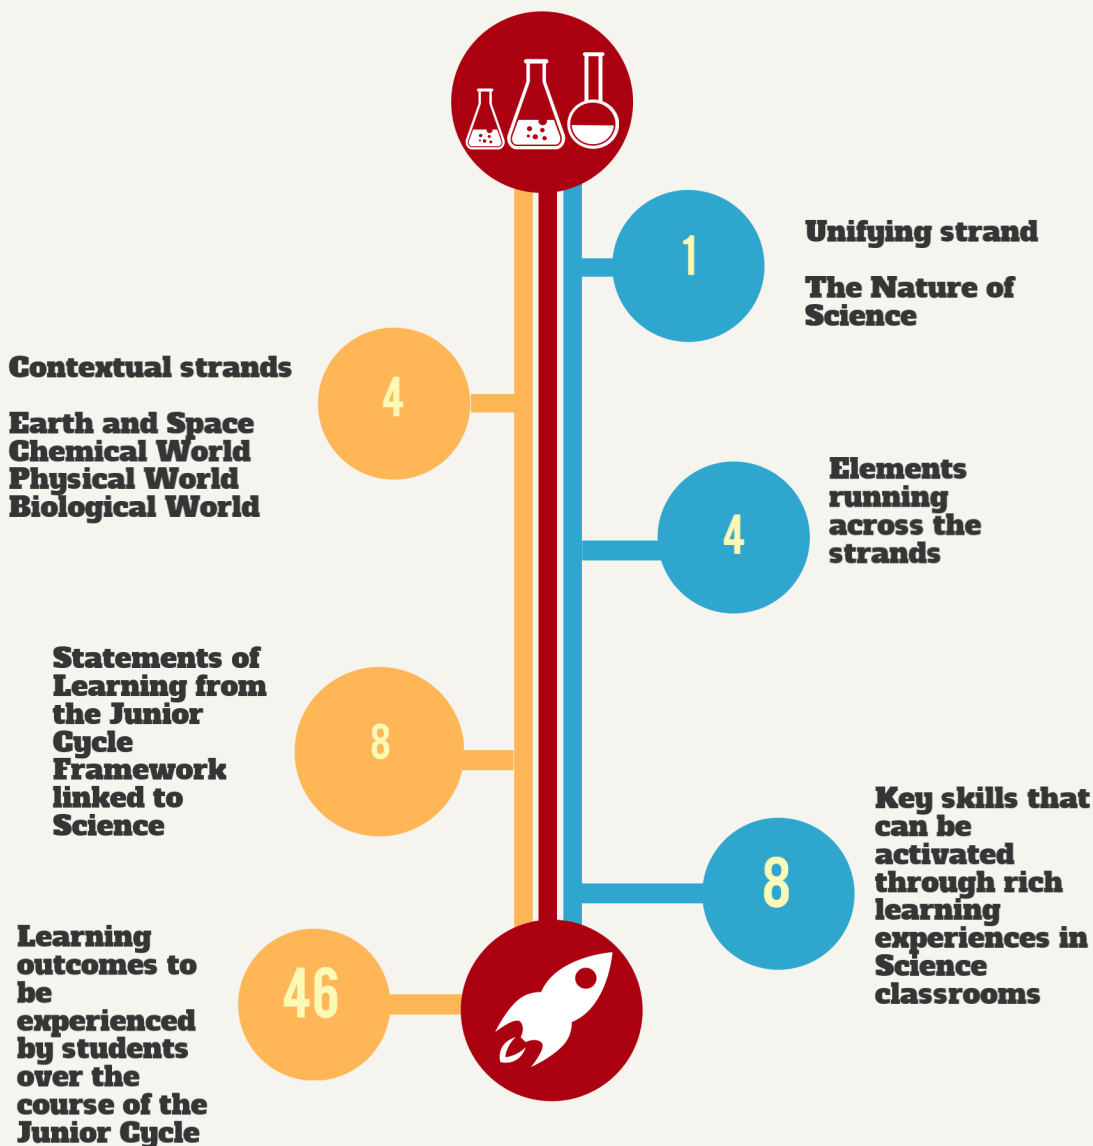 1
Unifying strand
The Nature of
Science
4
Contextual strands
Earth and Space
Chemical World
Physical World
Biological World
4
Elements
running
across the
strands
8
Statements of
Learning from
the Junior
Cycle
Framework
linked to
Science
8
Key skills that
can be
activated
through rich
learning
experiences in
Science
classrooms
46
Learning
outcomes to
be
experienced
by students
over the
course of the
Junior Cycle